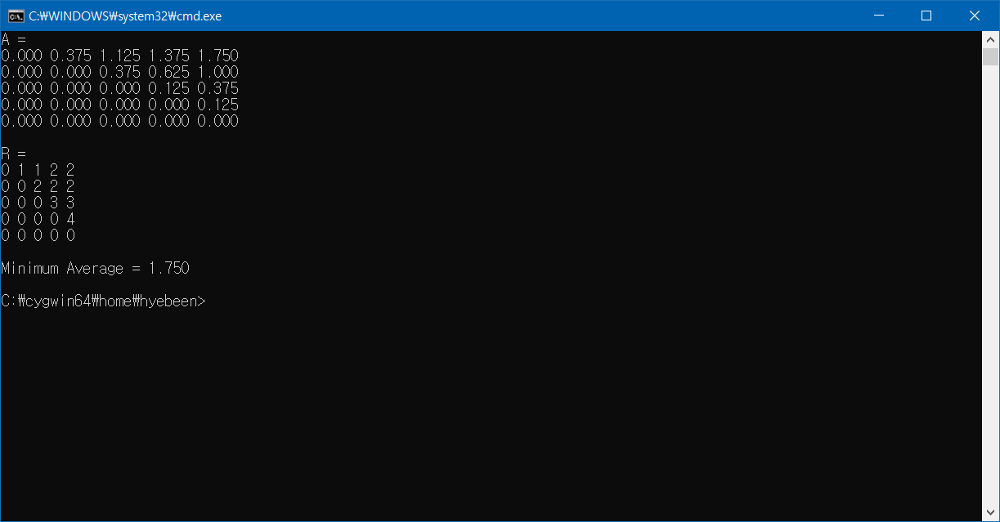 C:₩WINDOWS₩system32₩cmd.exe
A =
0.000 0.375 1.125 1.375 1.750
0.000 0.000 0.375 0.625 1.000
0.000 0.000 0.000 0.125 0.375
0.000 0.000 0.000 0.000 0.125
0.000 0.000 0.000 0.000 0.000
R =
0 1 1 2 2
0 0 2 2 2
0 0 0 3 3
0 0 0 0 4
0 0 0 0 0
Minimum Average = 1.750
C:₩cygwin64₩home₩hyebeen>